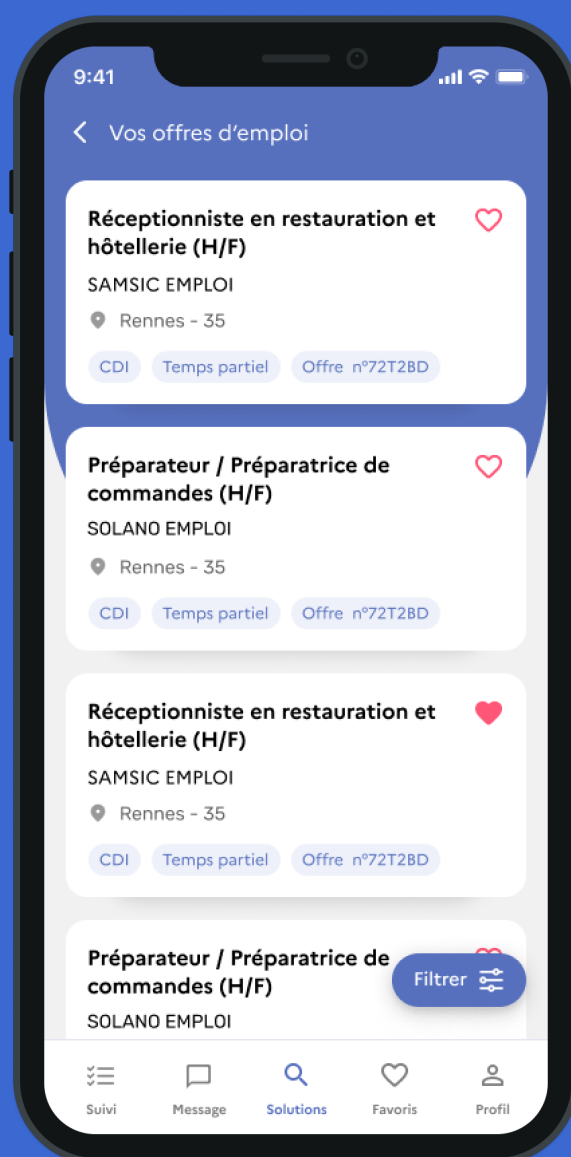 9:41
Vos offres d'emploi
Réceptionniste en restauration et
hôtellerie (H/F)
SAMSIC EMPLOI
Rennes - 35
CDI Temps partiel Offre n°72T2BD
Préparateur / Préparatrice de
commandes (H/F)
SOLANO EMPLOI
Rennes - 35
CDI Temps partiel Offre n°72T2BD
Réceptionniste en restauration et
hôtellerie (H/F)
SAMSIC EMPLOI
Rennes - 35
CDI Temps partiel Offre n°72T2BD
Préparateur / Préparatrice de
commandes (H/F)
Filtrer
SOLANO EMPLOI
Suivi Message Solutions Favoris Profil